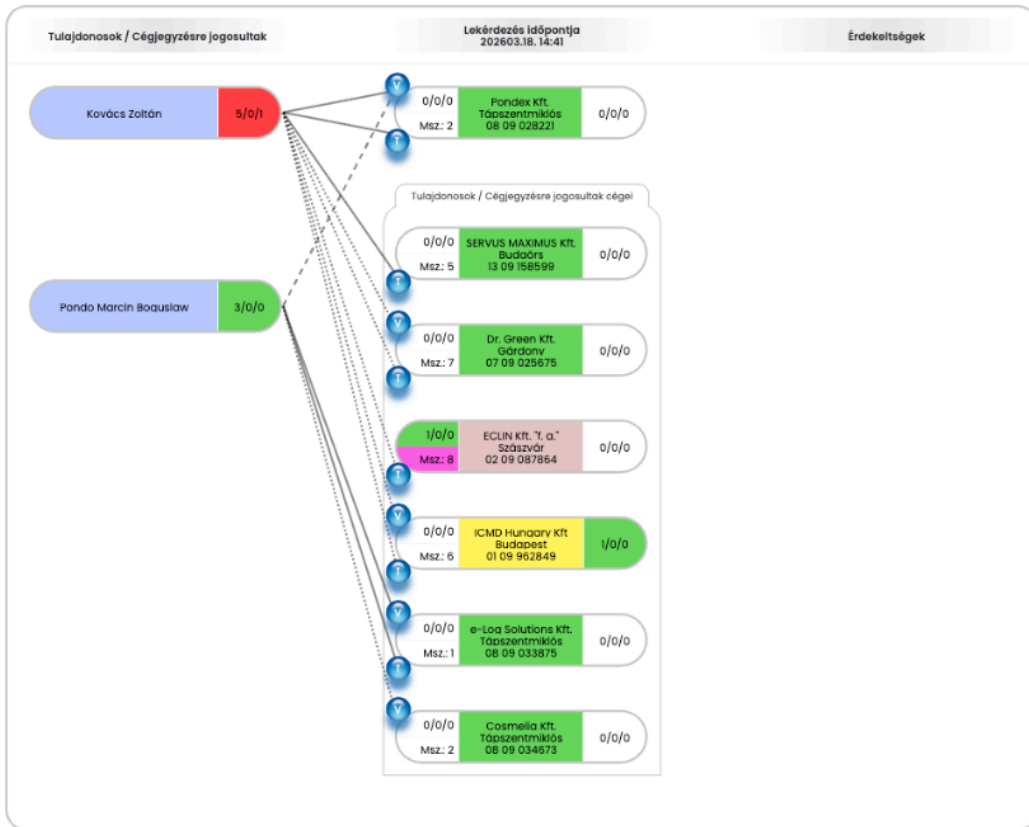 Tulajdonosok / Cégjegyzésre jogosultak
Lekérdezés időpontja
202603.18. 14:41
Érdekeltségek
Kovács Zoltán
5/0/1
V
0/0/0
Msz.: 2
T
Pondex Kft.
Tápszentmiklós
08 09 028221
0/0/0
Tulajdonosok / Cégjegyzésre jogosultak cégei
0/0/0
Msz.: 5
T
SERVUS MAXIMUS Kft.
Budaörs
13 09 158599
0/0/0
Pondo Marcin Boguslaw
3/0/0
V
0/0/0
Msz.: 7
T
Dr. Green Kft.
Gárdony
07 09 025675
0/0/0
1/0/0
Msz.: 8
T
ECLIN Kft. "f. a."
Szászvár
02 09 087864
0/0/0
V
0/0/0
Msz.: 6
T
ICMD Hungary Kft
Budapest
01 09 962849
1/0/0
V
0/0/0
Msz.: 1
T
e-Log Solutions Kft.
Tápszentmiklós
08 09 033875
0/0/0
V
0/0/0
Msz.: 2
Cosmelia Kft.
Tápszentmiklós
08 09 034673
0/0/0